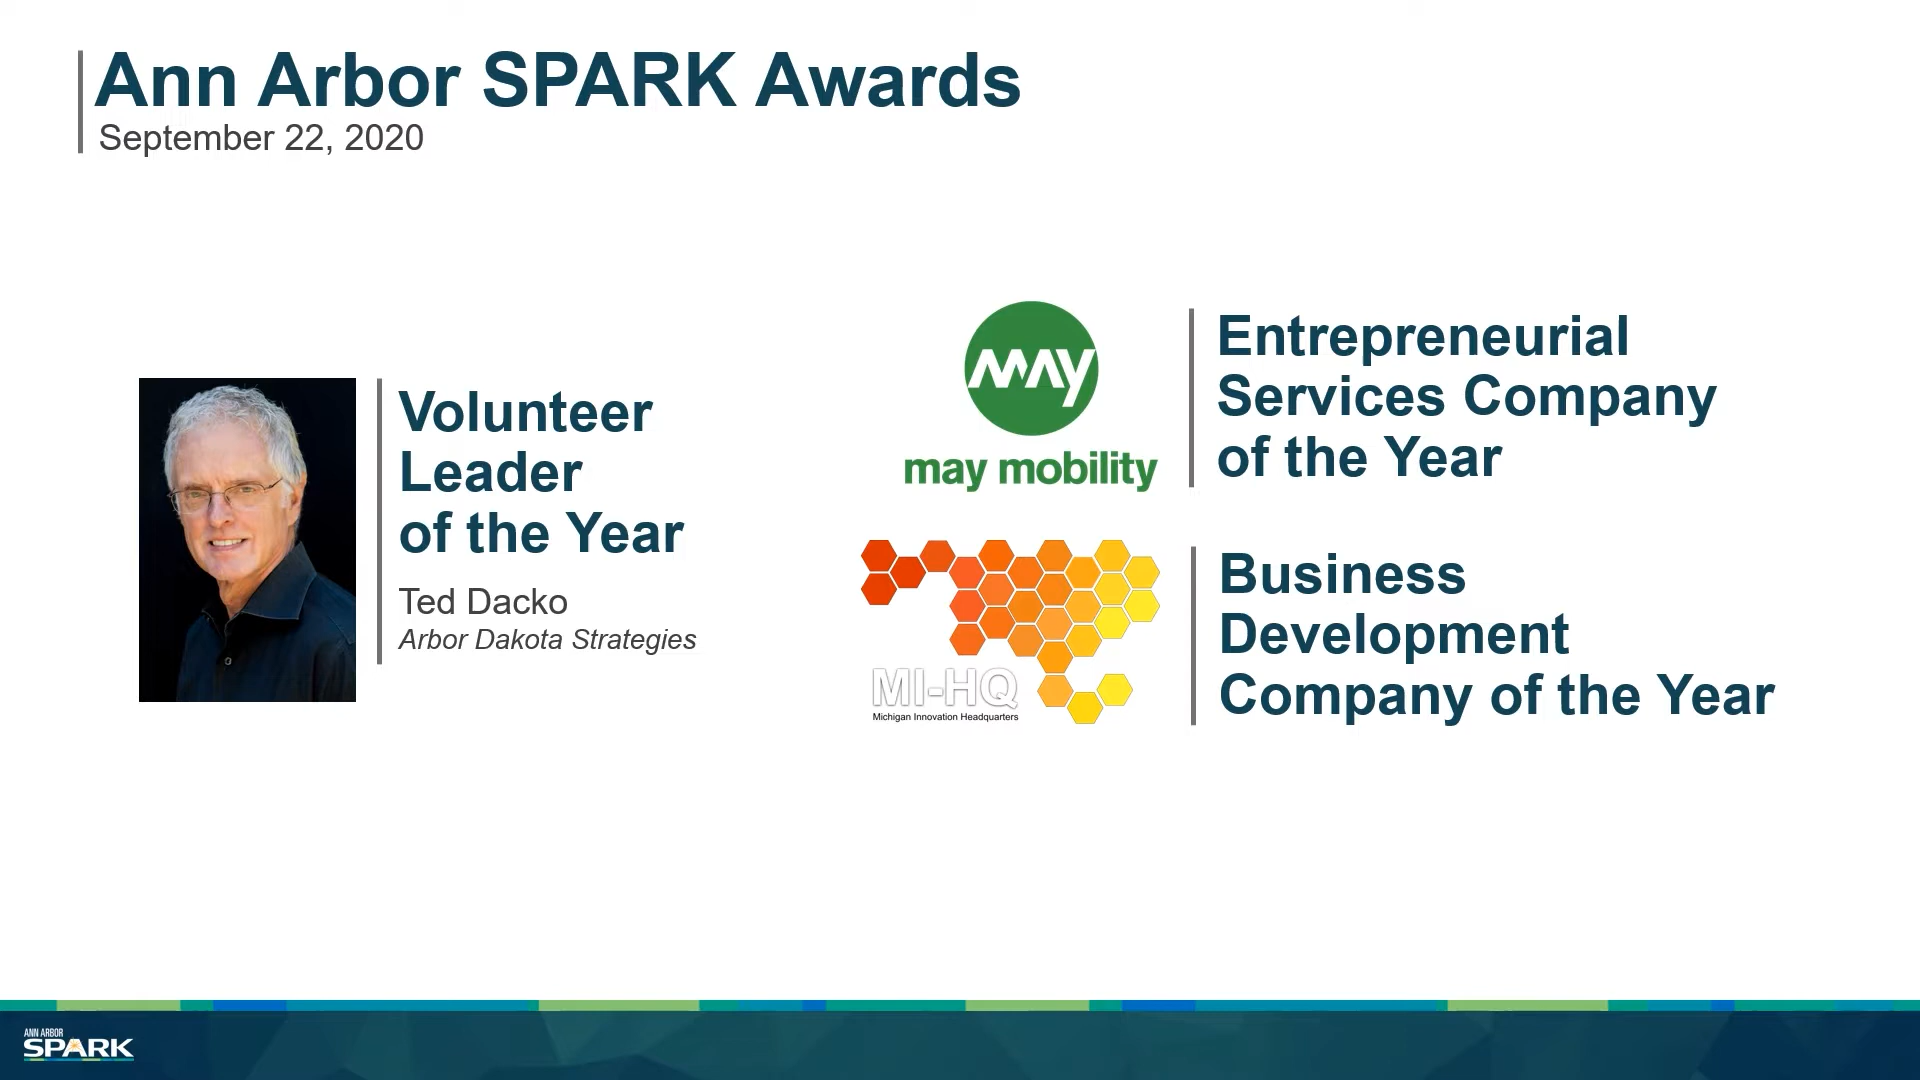 Ann Arbor SPARK Awards
September 22, 2020
Volunteer
Leader
of the Year
Ted Dacko
Arbor Dakota Strategies
MAY
may mobility
Entrepreneurial
Services Company
of the Year
MI-HQ
Michigan Innovation Headquarters
Business
Development
Company of the Year
ANN ARBOR
SPARK